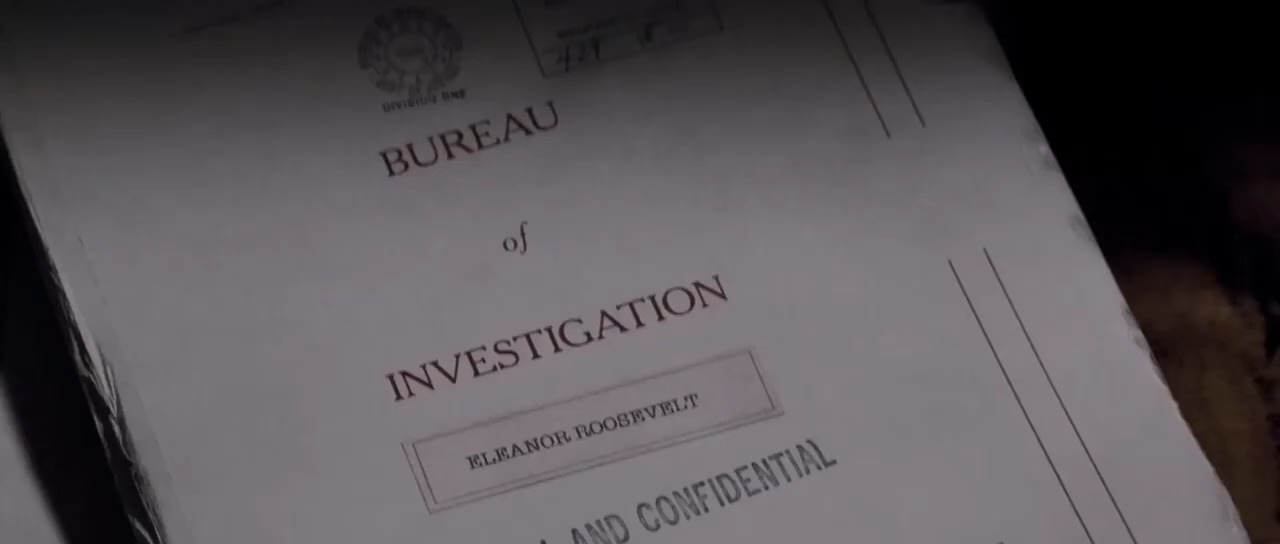 DIVISION ONE
BUREAU
of
INVESTIGATION
ELEANOR ROOSEVELT
AND CONFIDENTIAL